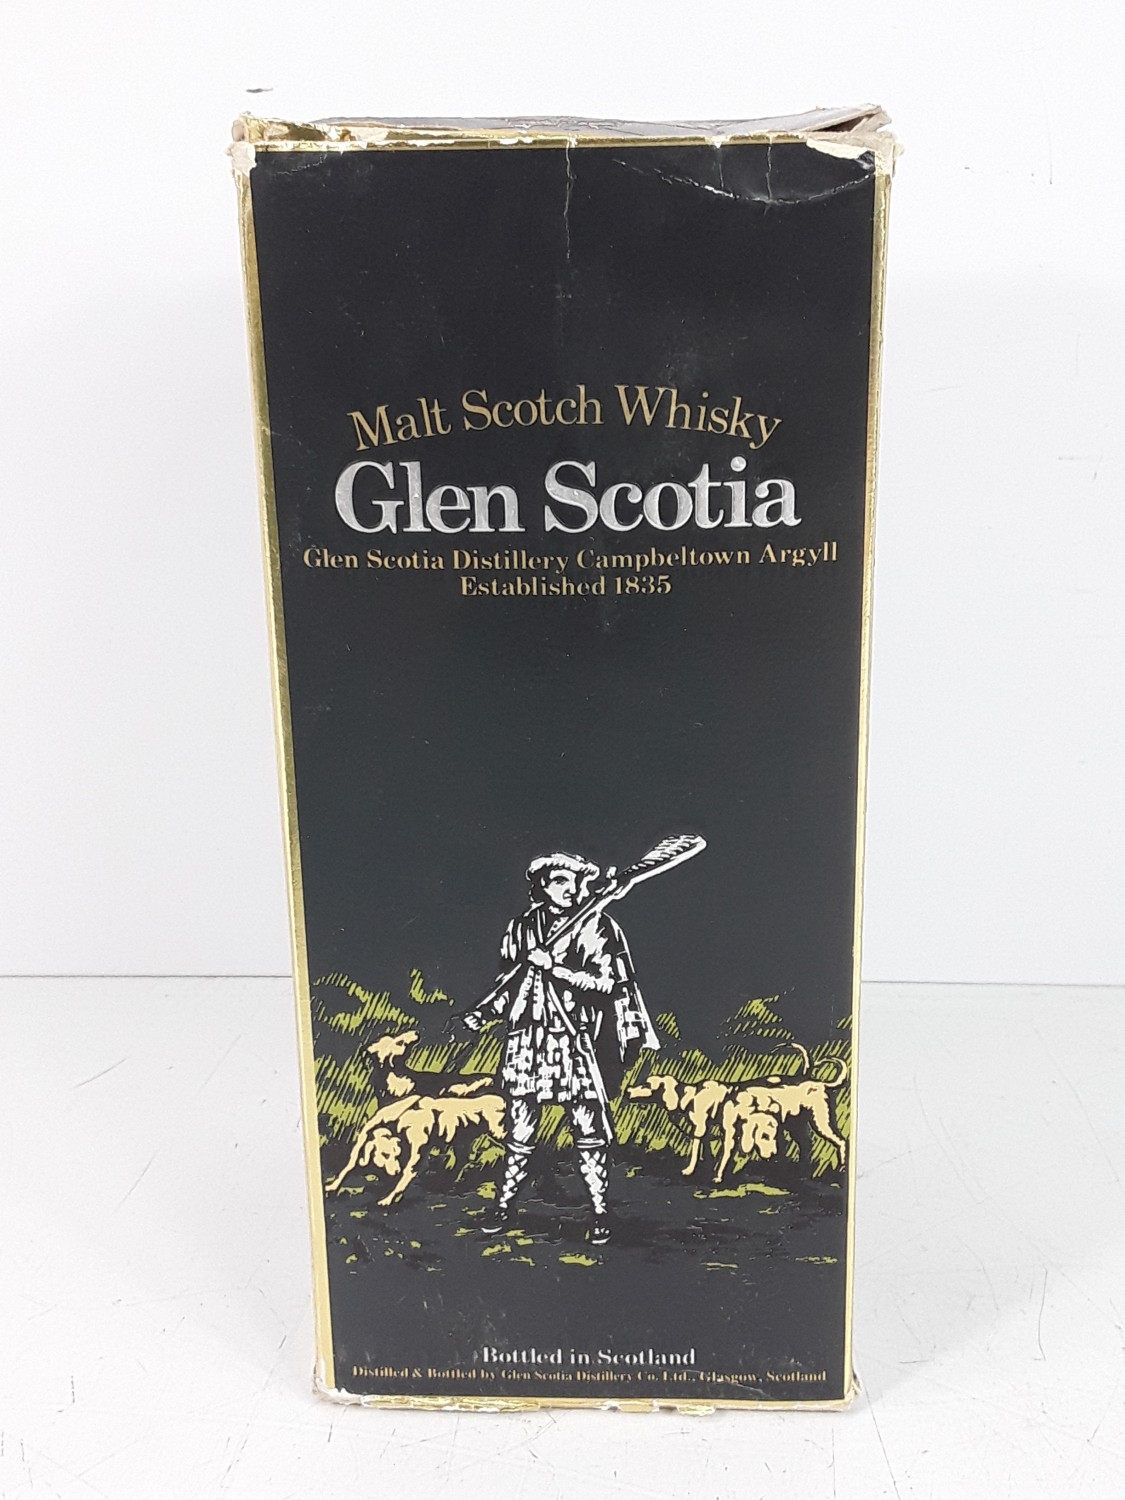 Malt Scotch Whisky
Glen Scotia
Glen Scotia Distillery Campbeltown Argyll
Established 1835
Bottled in Scotland
Distilled & Bottled by Glen Scotia Distillery Co. Ltd., Glasgow, Scotland